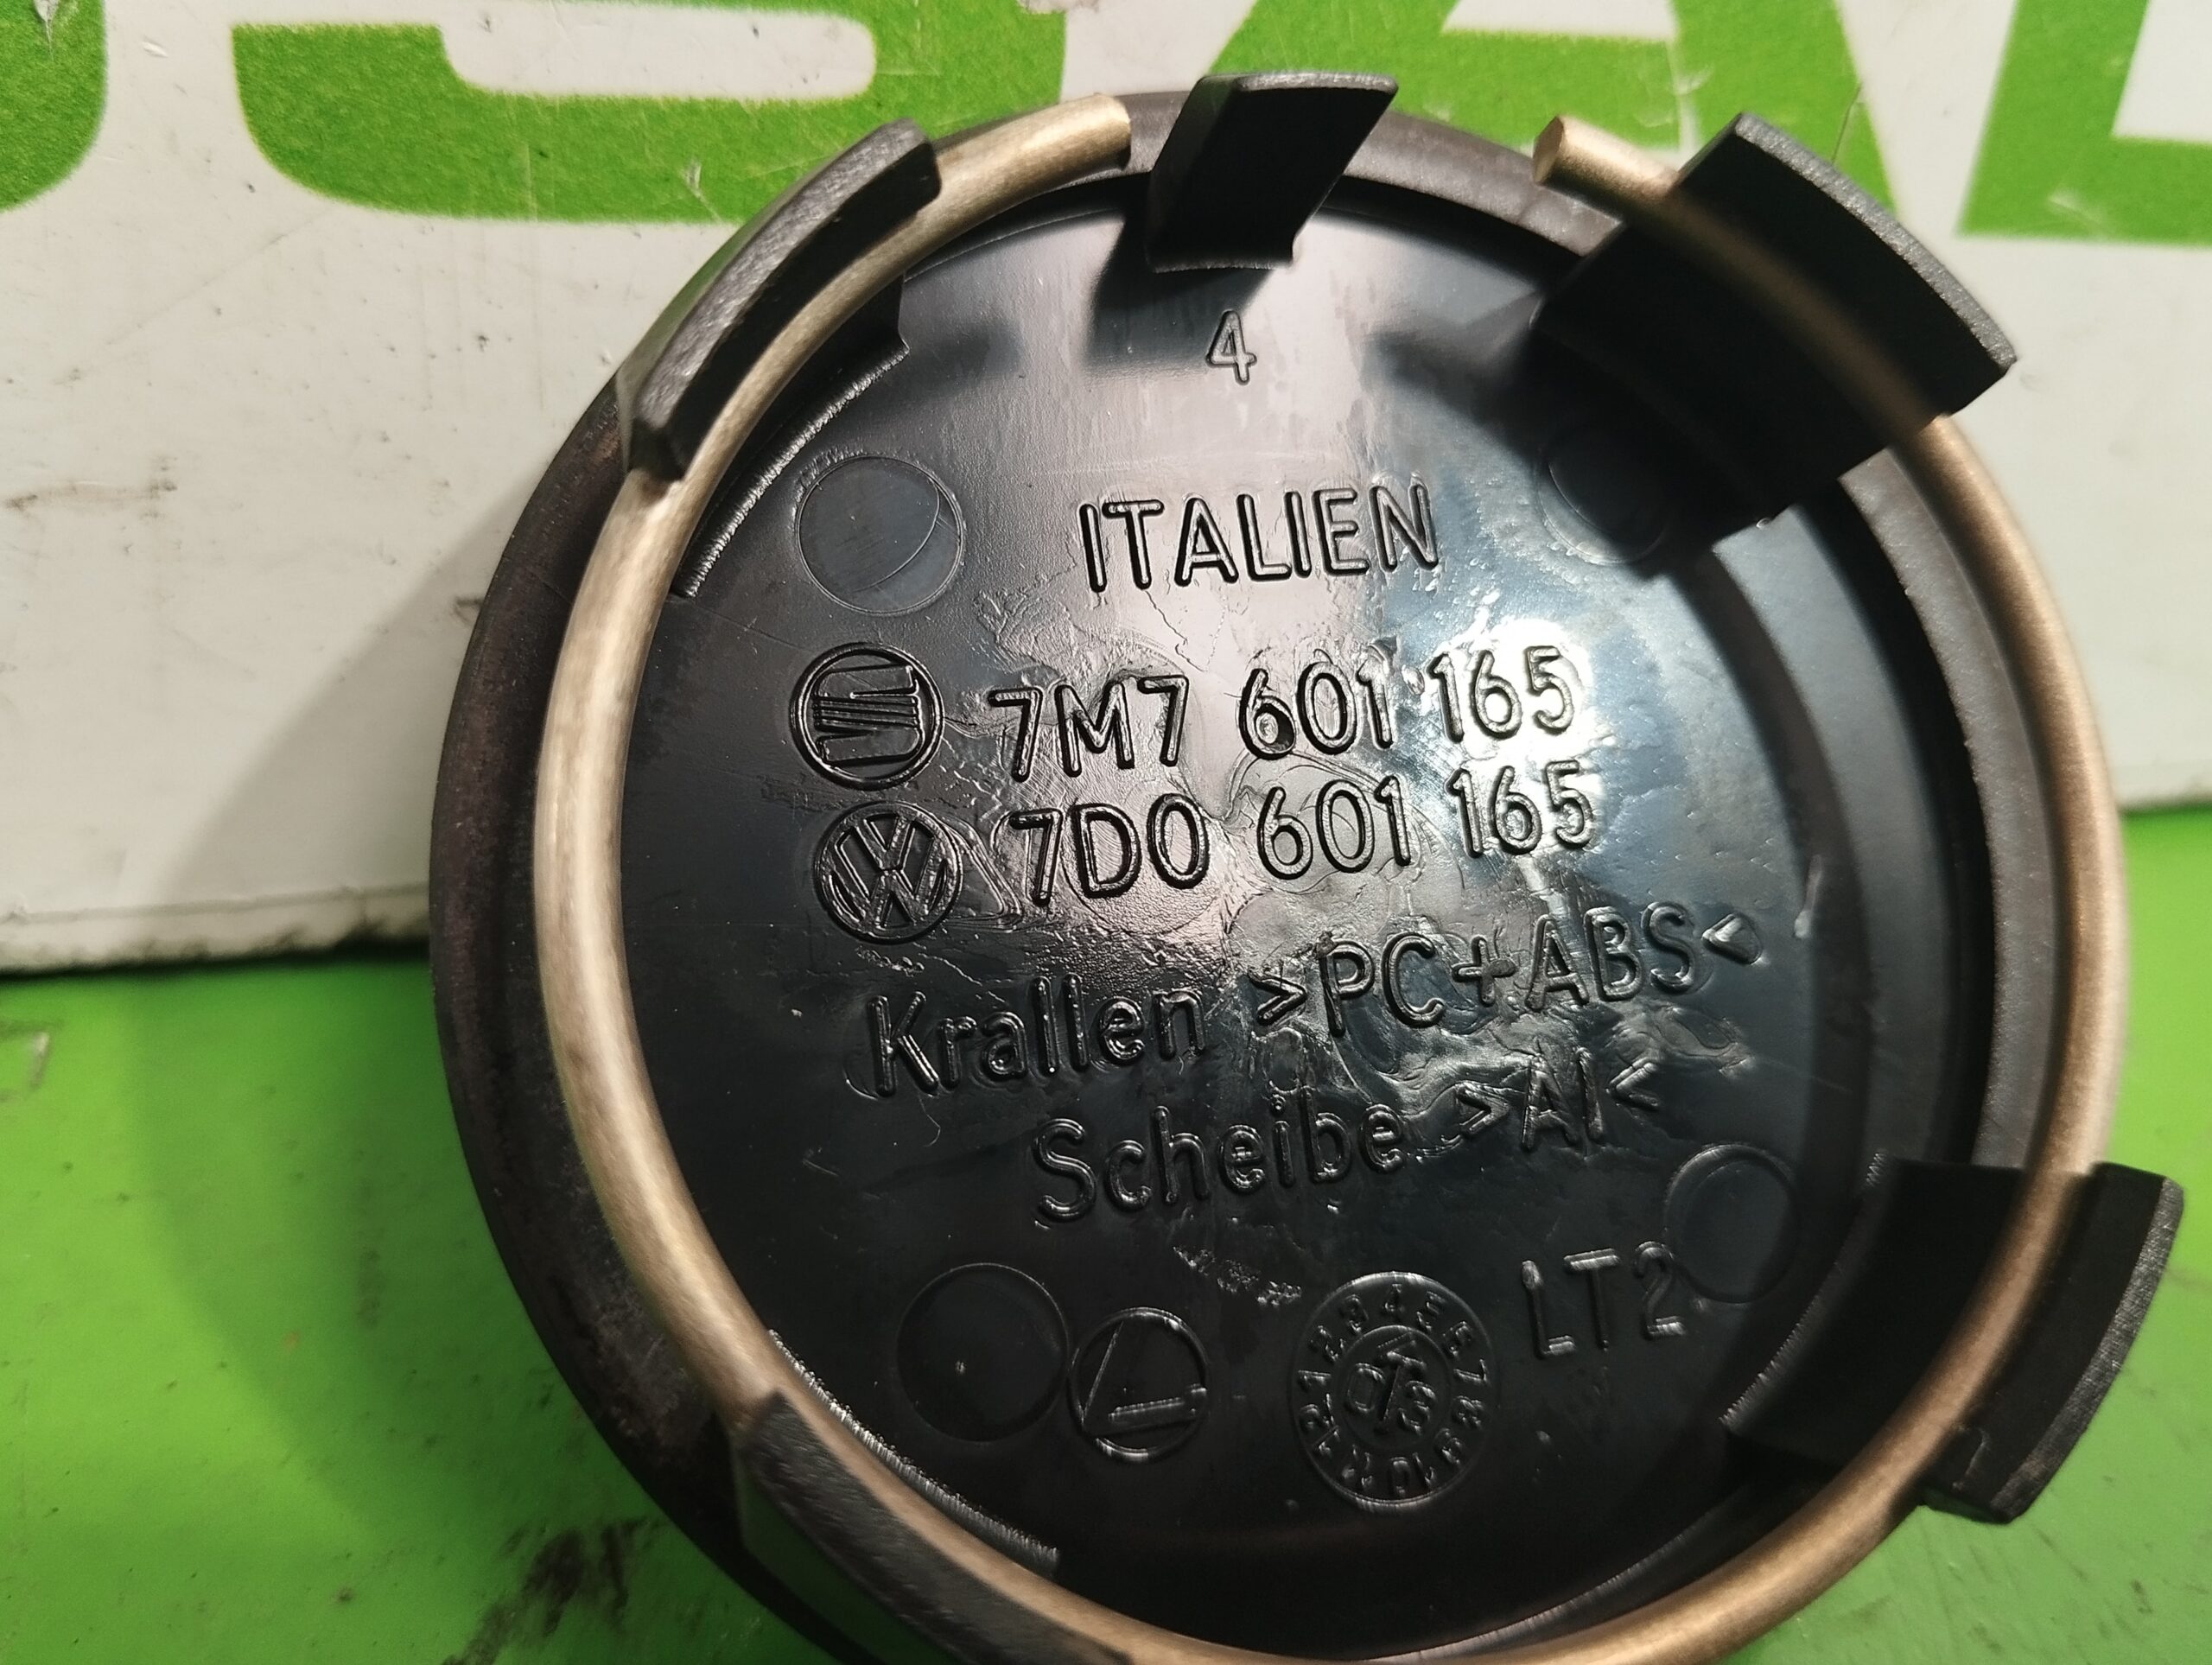 4
ITALIEN
7M7 601 165
7D0 601 165
Krallen >PC+ABS<
Scheibe >Al<
LT2